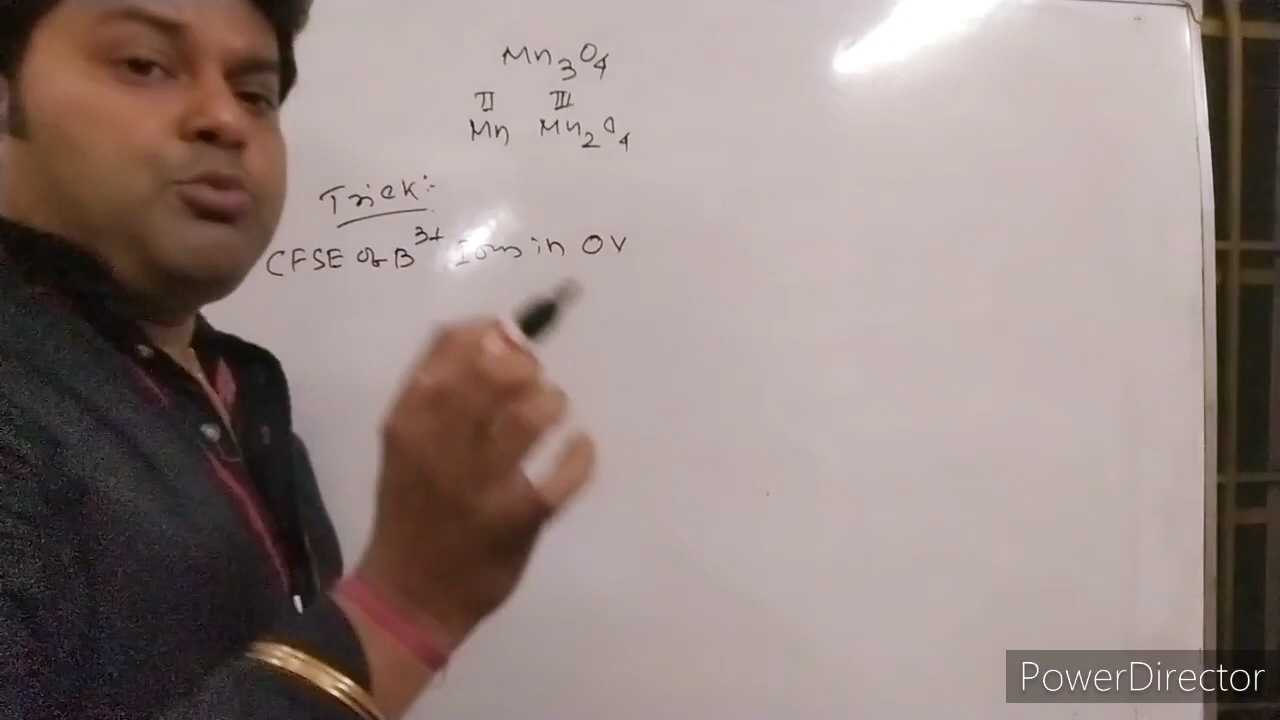 Mn3O4
II III
Mn Mn2O4
Trick:-
CFSE of B3+ Ions in OV
PowerDirector